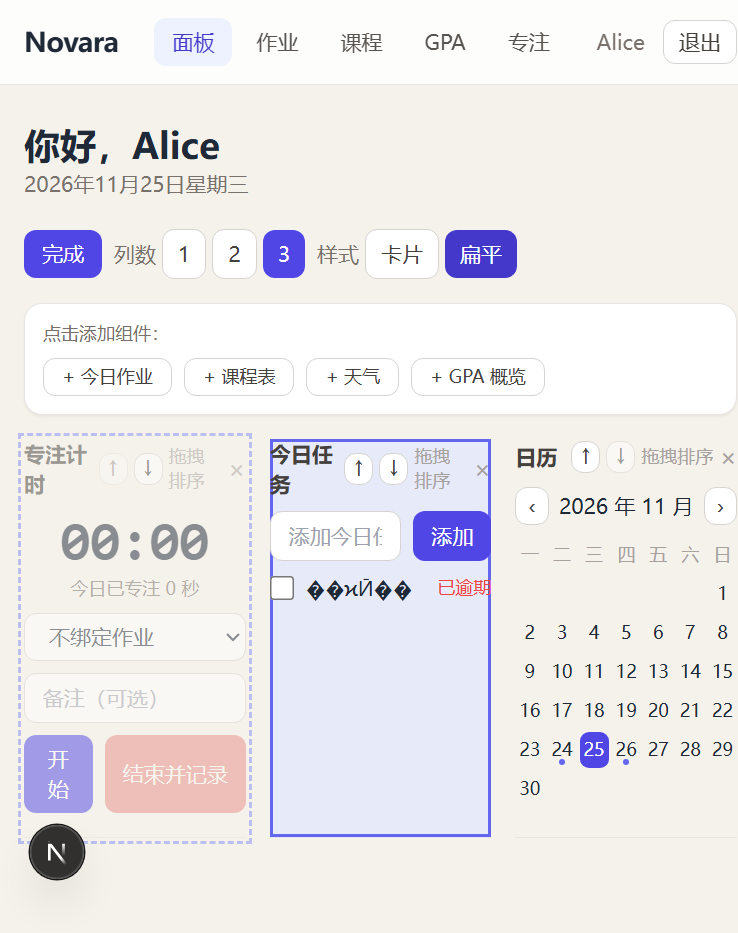 Novara
面板
作业
课程
GPA
专注
Alice
退出
你好，Alice
2026年11月25日星期三
完成
列数
1
2
3
样式
卡片
扁平
点击添加组件：
+ 今日作业
+ 课程表
+ 天气
+ GPA 概览
专注计时
↑
↓
拖拽排序
×
00:00
今日已专注 0 秒
不绑定作业
备注（可选）
开始
结束并记录
今日任务
↑
↓
拖拽排序
×
添加今日任
添加
��ϰӢ��
已逾期
日历
↑
↓
拖拽排序
×
‹
2026 年 11 月
›
一 二 三 四 五 六 日
1
2 3 4 5 6 7 8
9 10 11 12 13 14 15
16 17 18 19 20 21 22
23 24 25 26 27 28 29
30
N